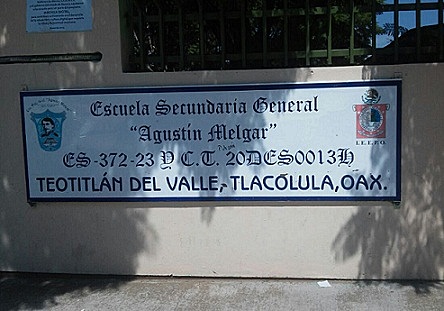 Escuela Secundaria General
"Agustín Melgar"
ES-372-23 Y C.T. 20DES0013H
TEOTITLÁN DEL VALLE, TLACOLULA, OAX.
I.E.E.P.O.